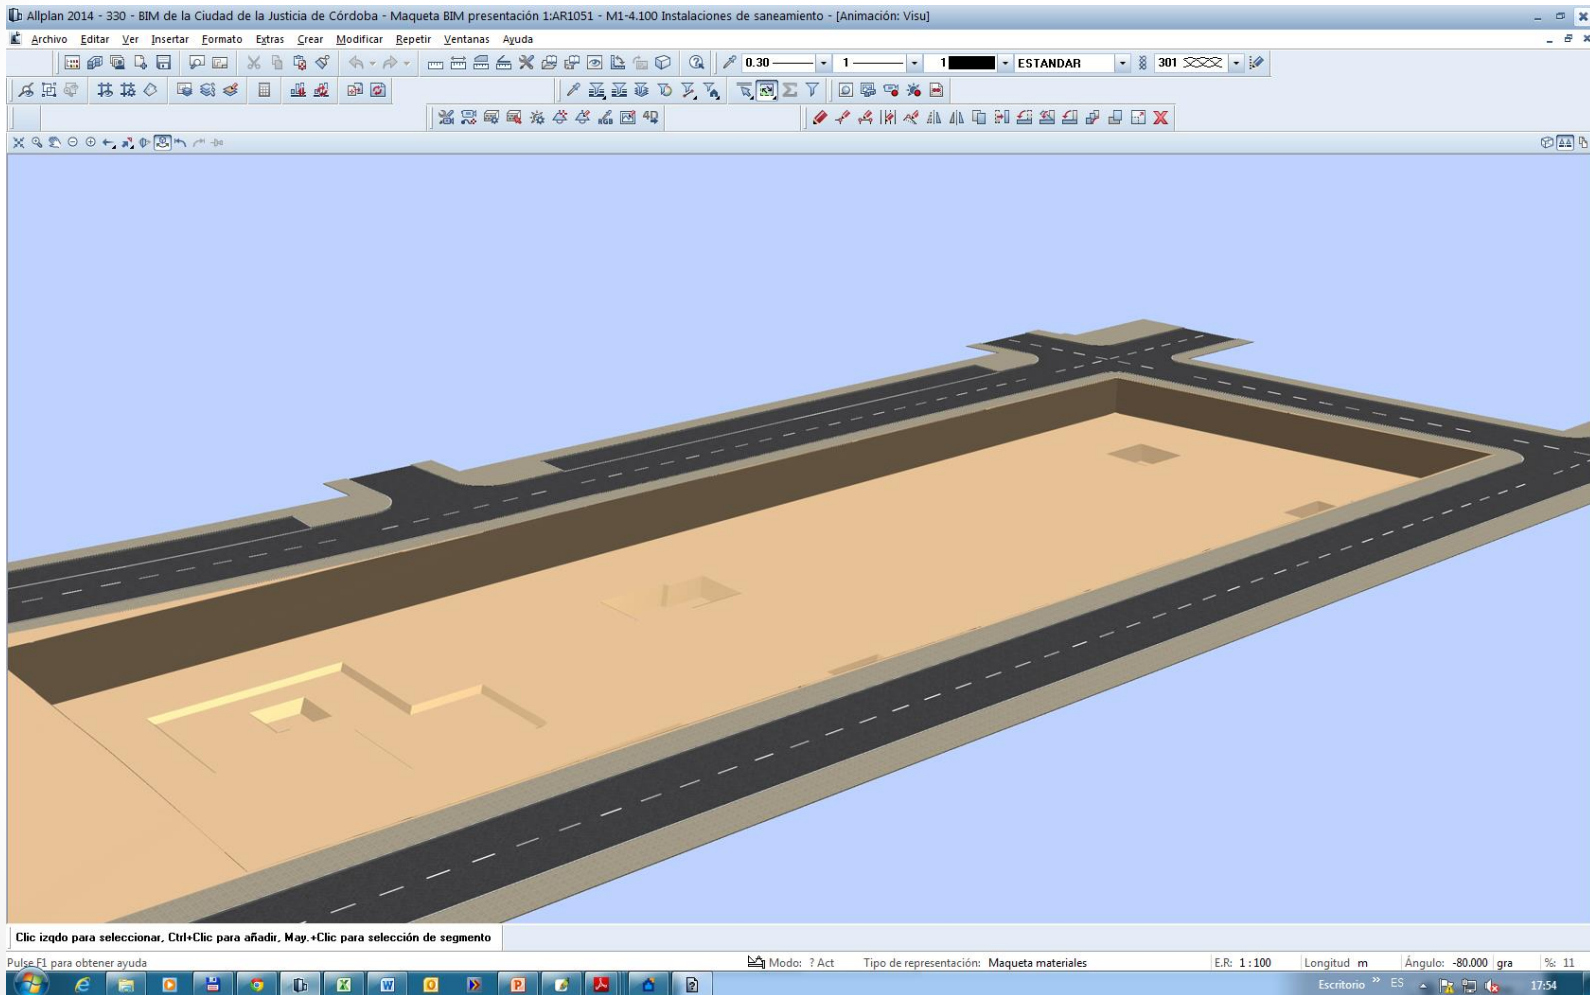 Allplan 2014 - 330 - BIM de la Ciudad de la Justicia de Córdoba - Maqueta BIM presentación 1:AR1051 - M1-4.100 Instalaciones de saneamiento - [Animación: Visu]
Archivo Editar Ver Insertar Formato Extras Crear Modificar Repetir Ventanas Ayuda
0.30 1 1 ESTANDAR 301
4D
Clic izqdo para seleccionar, Ctrl+Clic para añadir, May.+Clic para selección de segmento
Pulse F1 para obtener ayuda Modo: ? Act Tipo de representación: Maqueta materiales E.R: 1 : 100 Longitud m Ángulo: -80.000 gra %: 11
Escritorio » ES 17:54